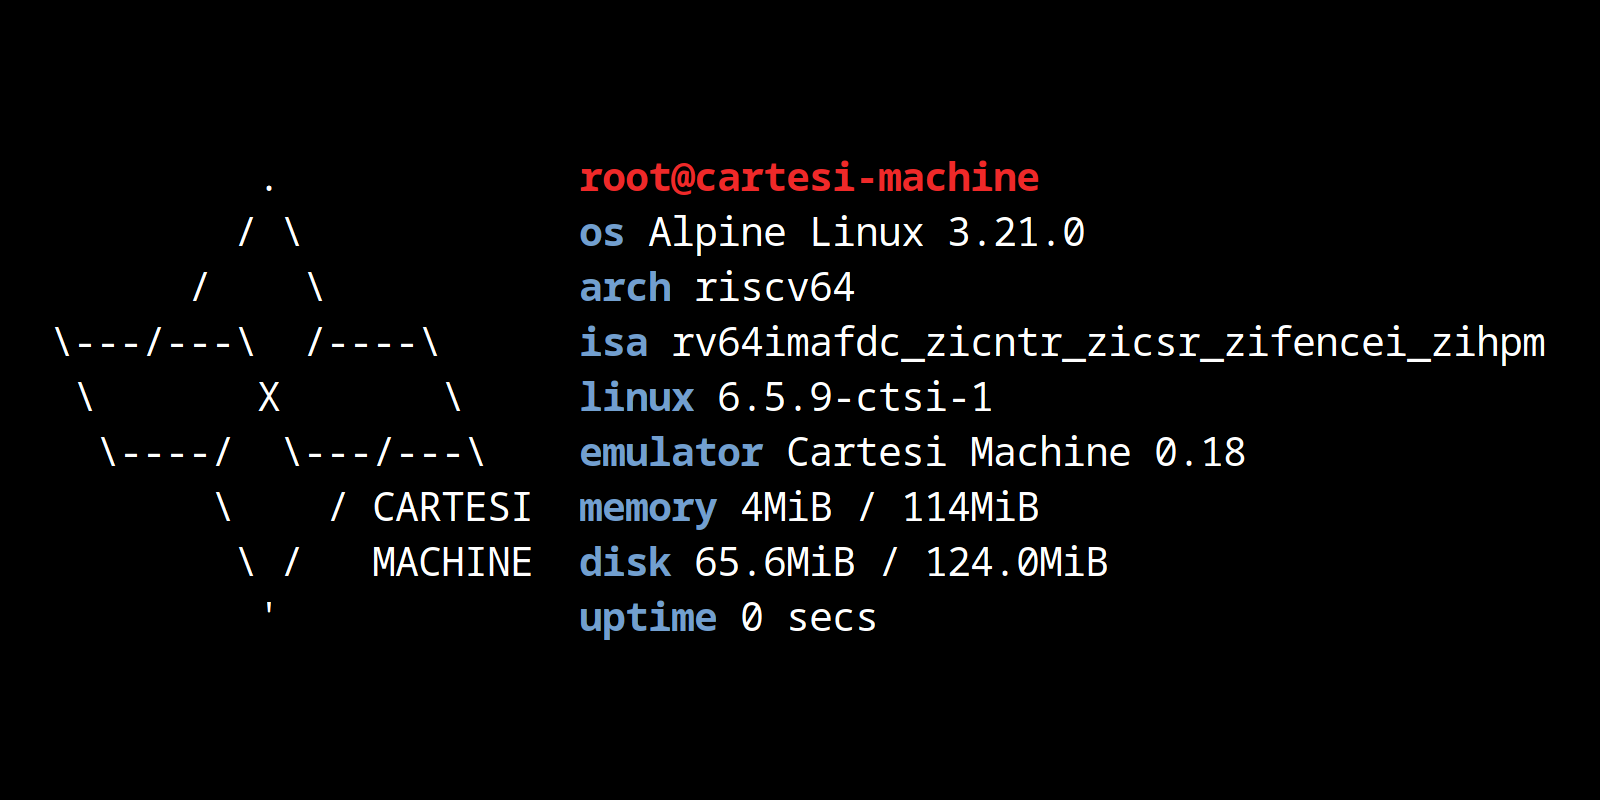 .
/ \
/    \
\---/---\  /----\
\       X       \
\----/  \---/---\
\    / CARTESI
\ /   MACHINE
'
root@cartesi-machine
os Alpine Linux 3.21.0
arch riscv64
isa rv64imafdc_zicntr_zicsr_zifencei_zihpm
linux 6.5.9-ctsi-1
emulator Cartesi Machine 0.18
memory 4MiB / 114MiB
disk 65.6MiB / 124.0MiB
uptime 0 secs